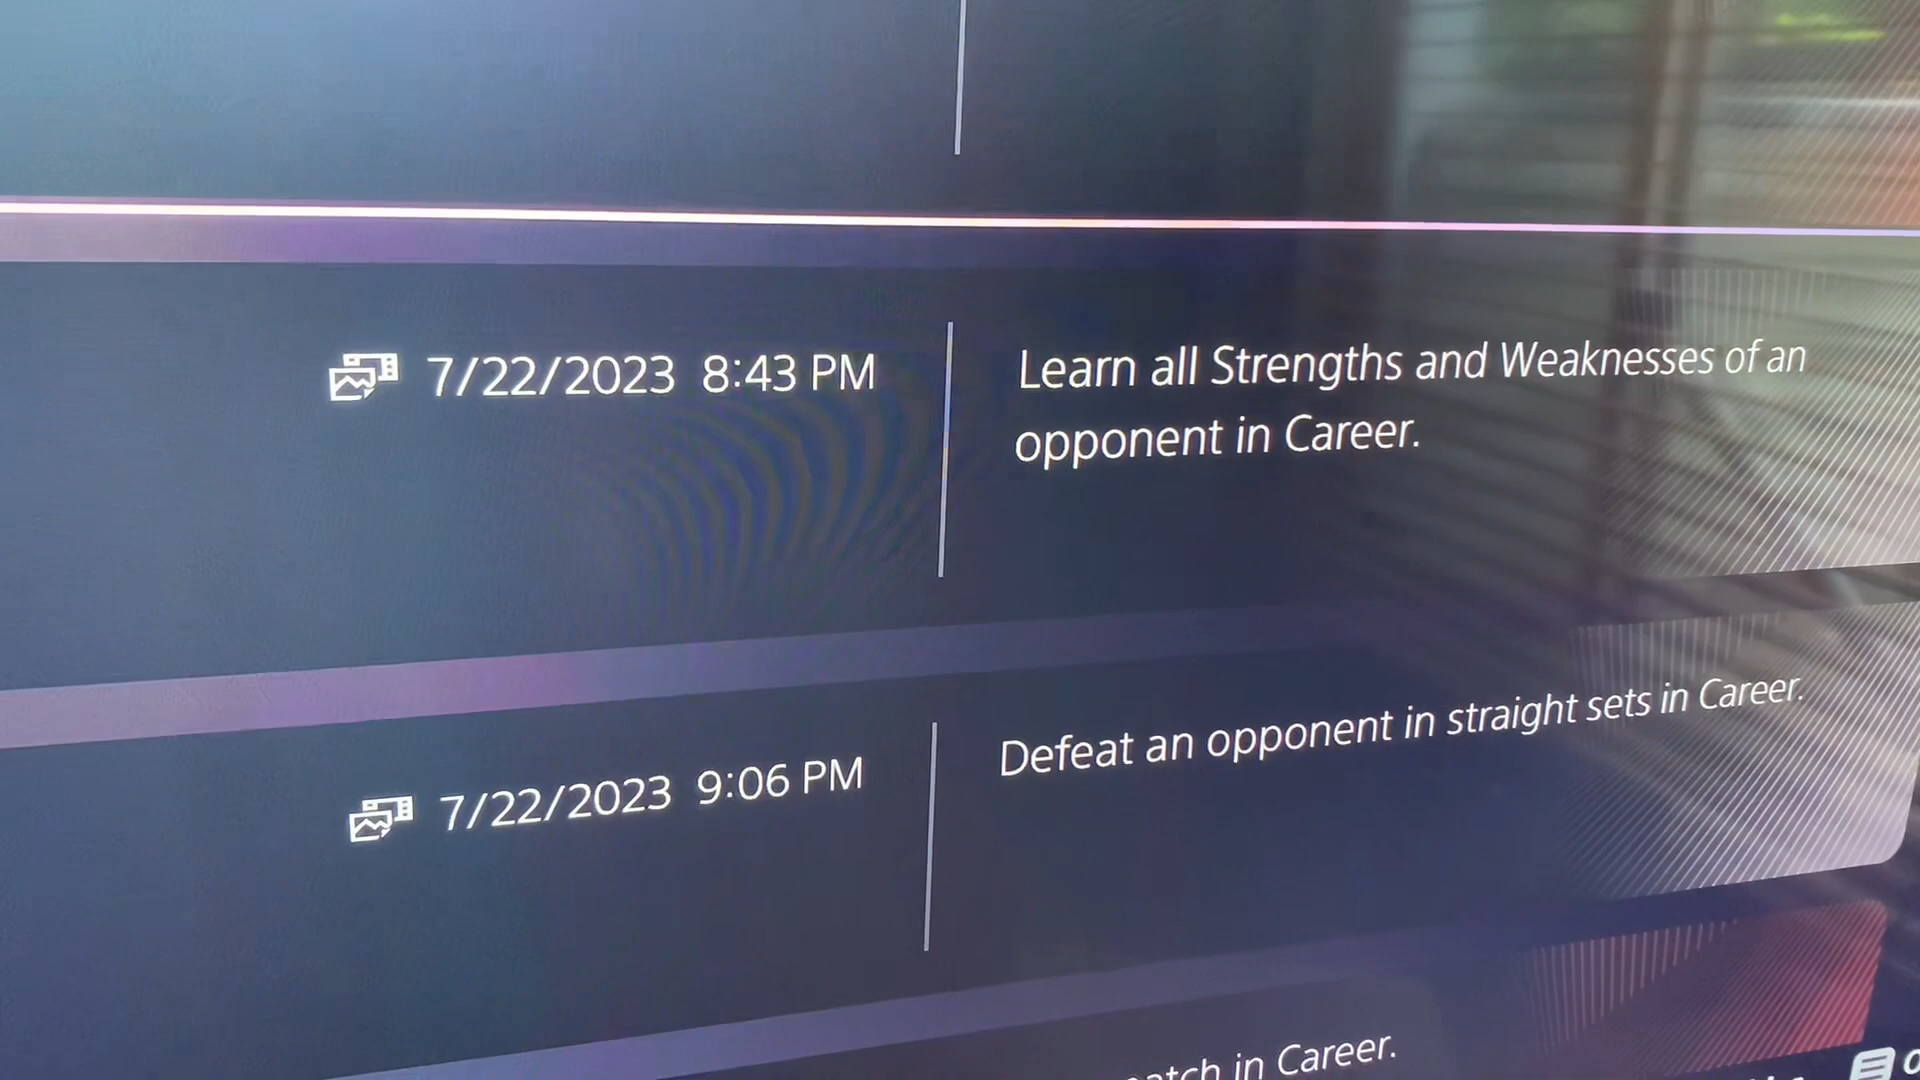 7/22/2023 8:43 PM
Learn all Strengths and Weaknesses of an
opponent in Career.
7/22/2023 9:06 PM
Defeat an opponent in straight sets in Career.
in Career.